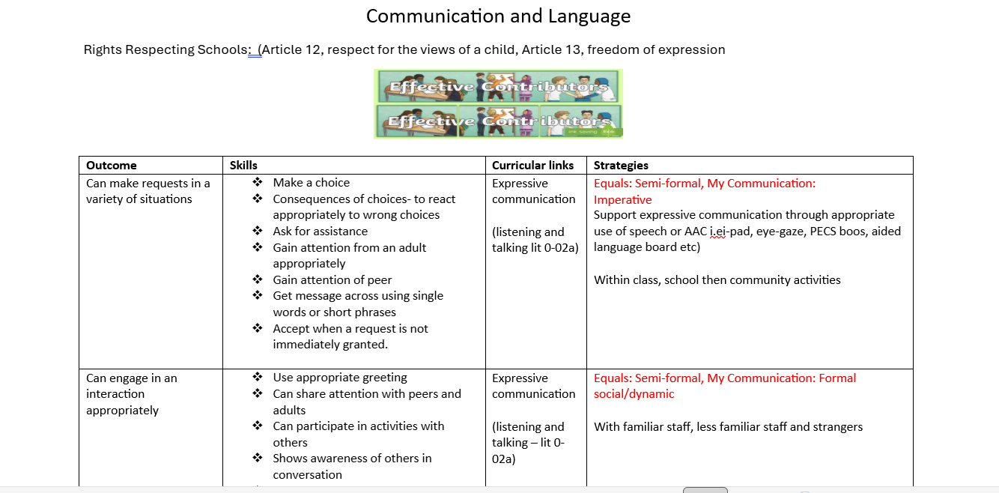 Communication and Language
Rights Respecting Schools:  (Article 12, respect for the views of a child, Article 13, freedom of expression
Effective Contributors
Effective Contributors
ink saving
Outcome
Skills
Curricular links
Strategies
Can make requests in a
variety of situations
❖ Make a choice
❖ Consequences of choices- to react
appropriately to wrong choices
❖ Ask for assistance
❖ Gain attention from an adult
appropriately
❖ Gain attention of peer
❖ Get message across using single
words or short phrases
❖ Accept when a request is not
immediately granted.
Expressive
communication
(listening and
talking lit 0-02a)
Equals: Semi-formal, My Communication:
Imperative
Support expressive communication through appropriate
use of speech or AAC i.ei-pad, eye-gaze, PECS boos, aided
language board etc)
Within class, school then community activities
Can engage in an
interaction
appropriately
❖ Use appropriate greeting
❖ Can share attention with peers and
adults
❖ Can participate in activities with
others
❖ Shows awareness of others in
conversation
Expressive
communication
(listening and
talking – lit 0-
02a)
Equals: Semi-formal, My Communication: Formal
social/dynamic
With familiar staff, less familiar staff and strangers